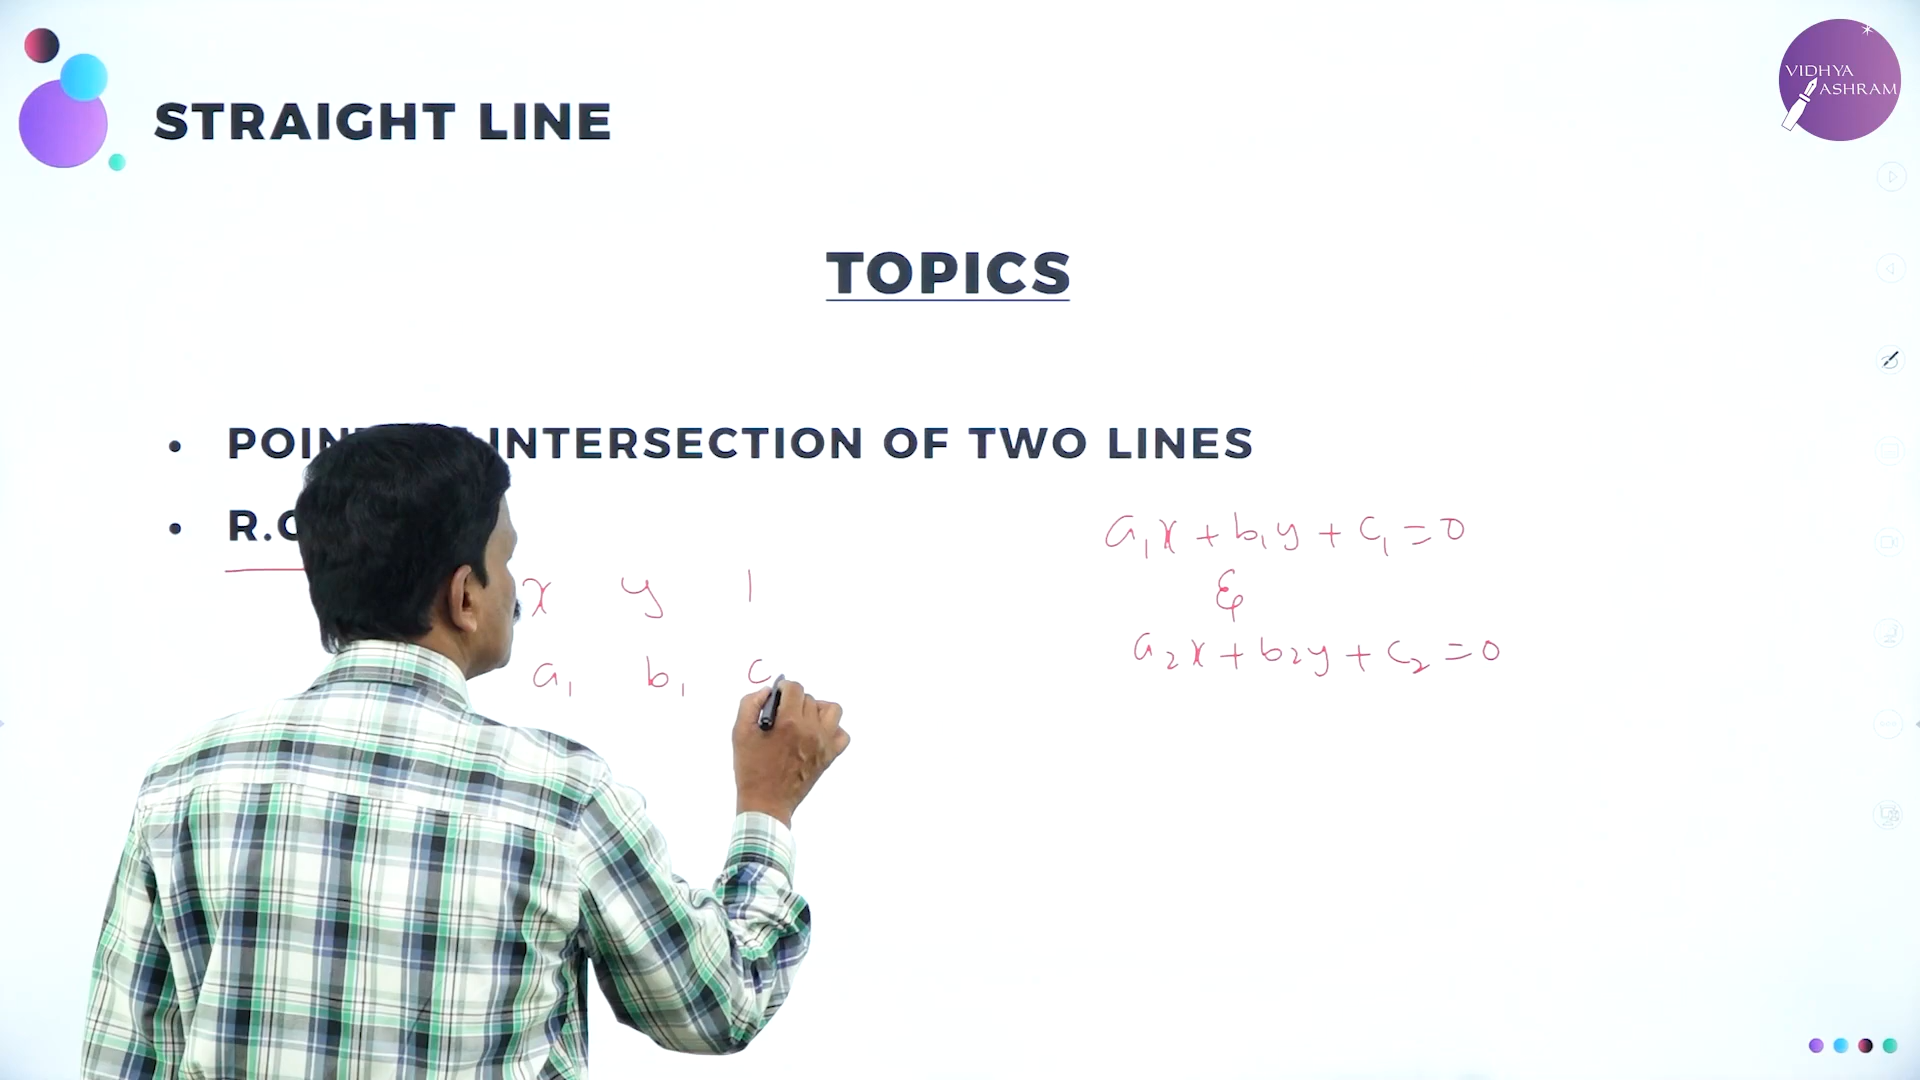 VIDHYA
ASHRAM
STRAIGHT LINE
TOPICS
• INTERSECTION OF TWO LINES
•
a₁x + b₁y + c₁ = 0
&
a₂x + b₂y + c₂ = 0
x y 1
a₁ b₁ c